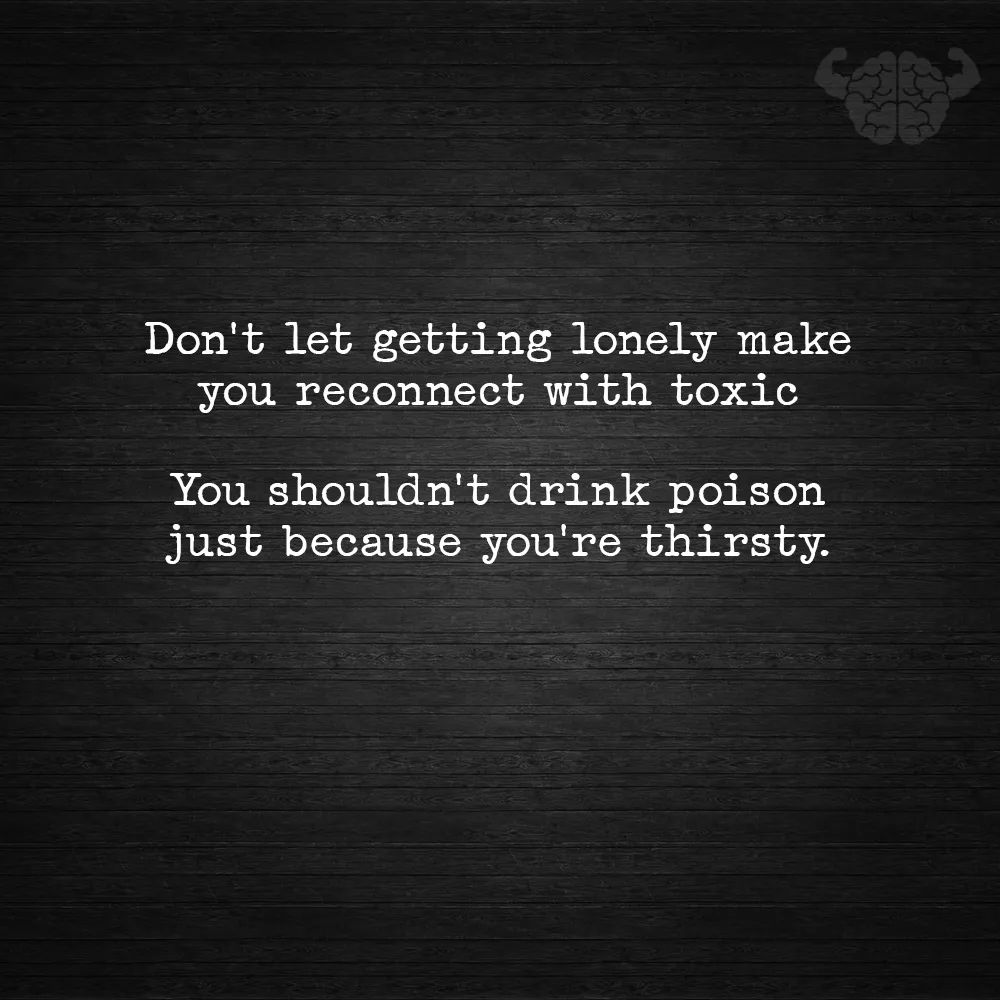 Don't let getting lonely make
you reconnect with toxic
You shouldn't drink poison
just because you're thirsty.